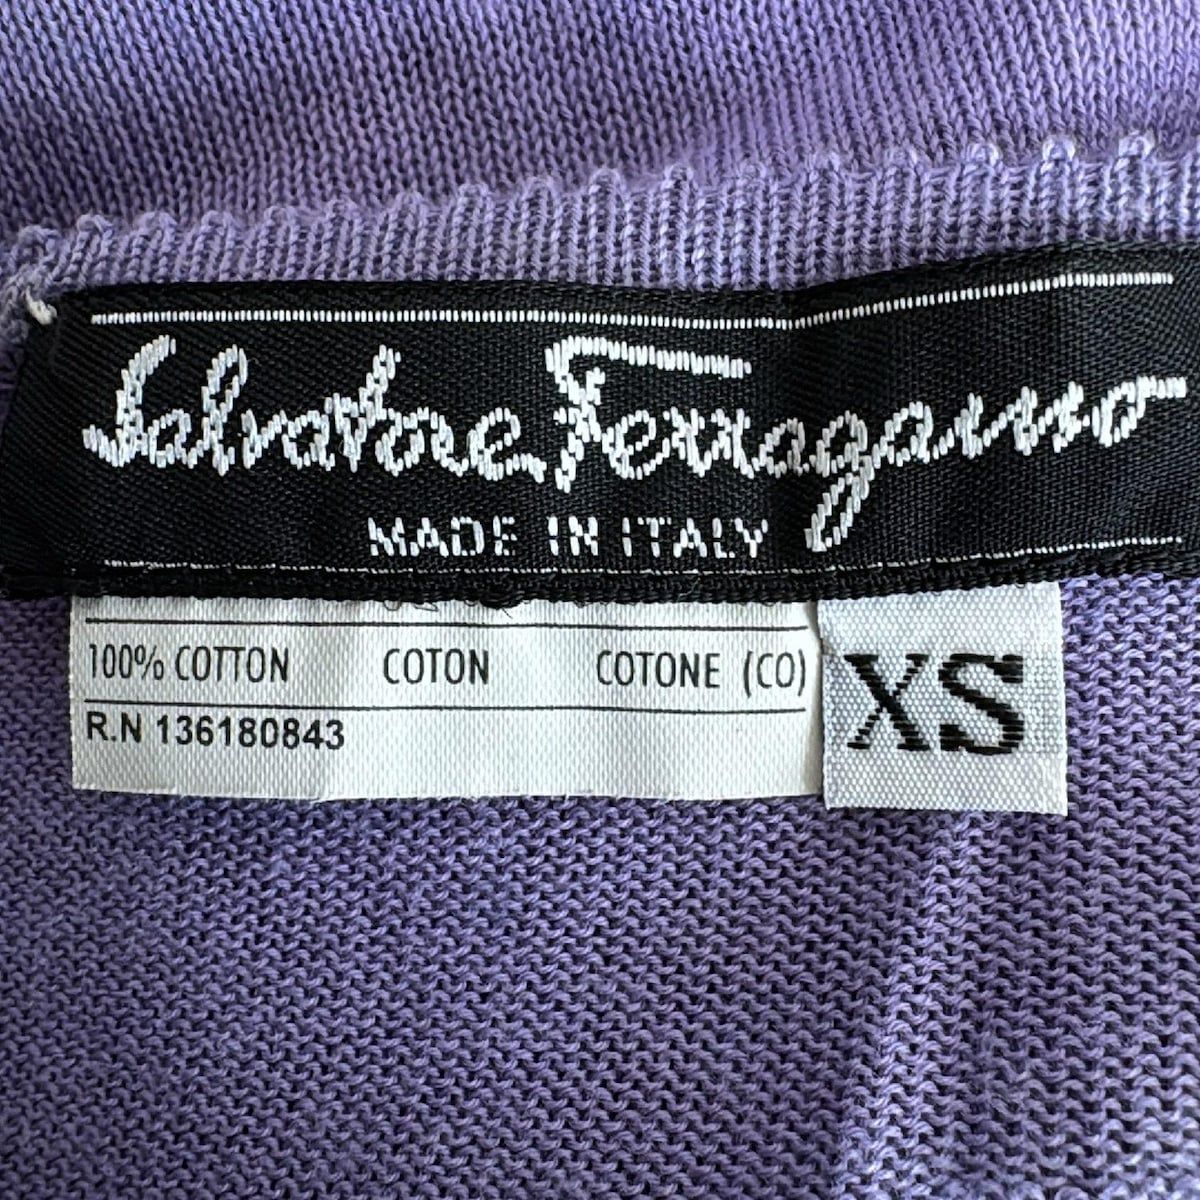 Salvatore Ferragamo
MADE IN ITALY
100% COTTON COTON COTONE (CO)
R.N 136180843
XS